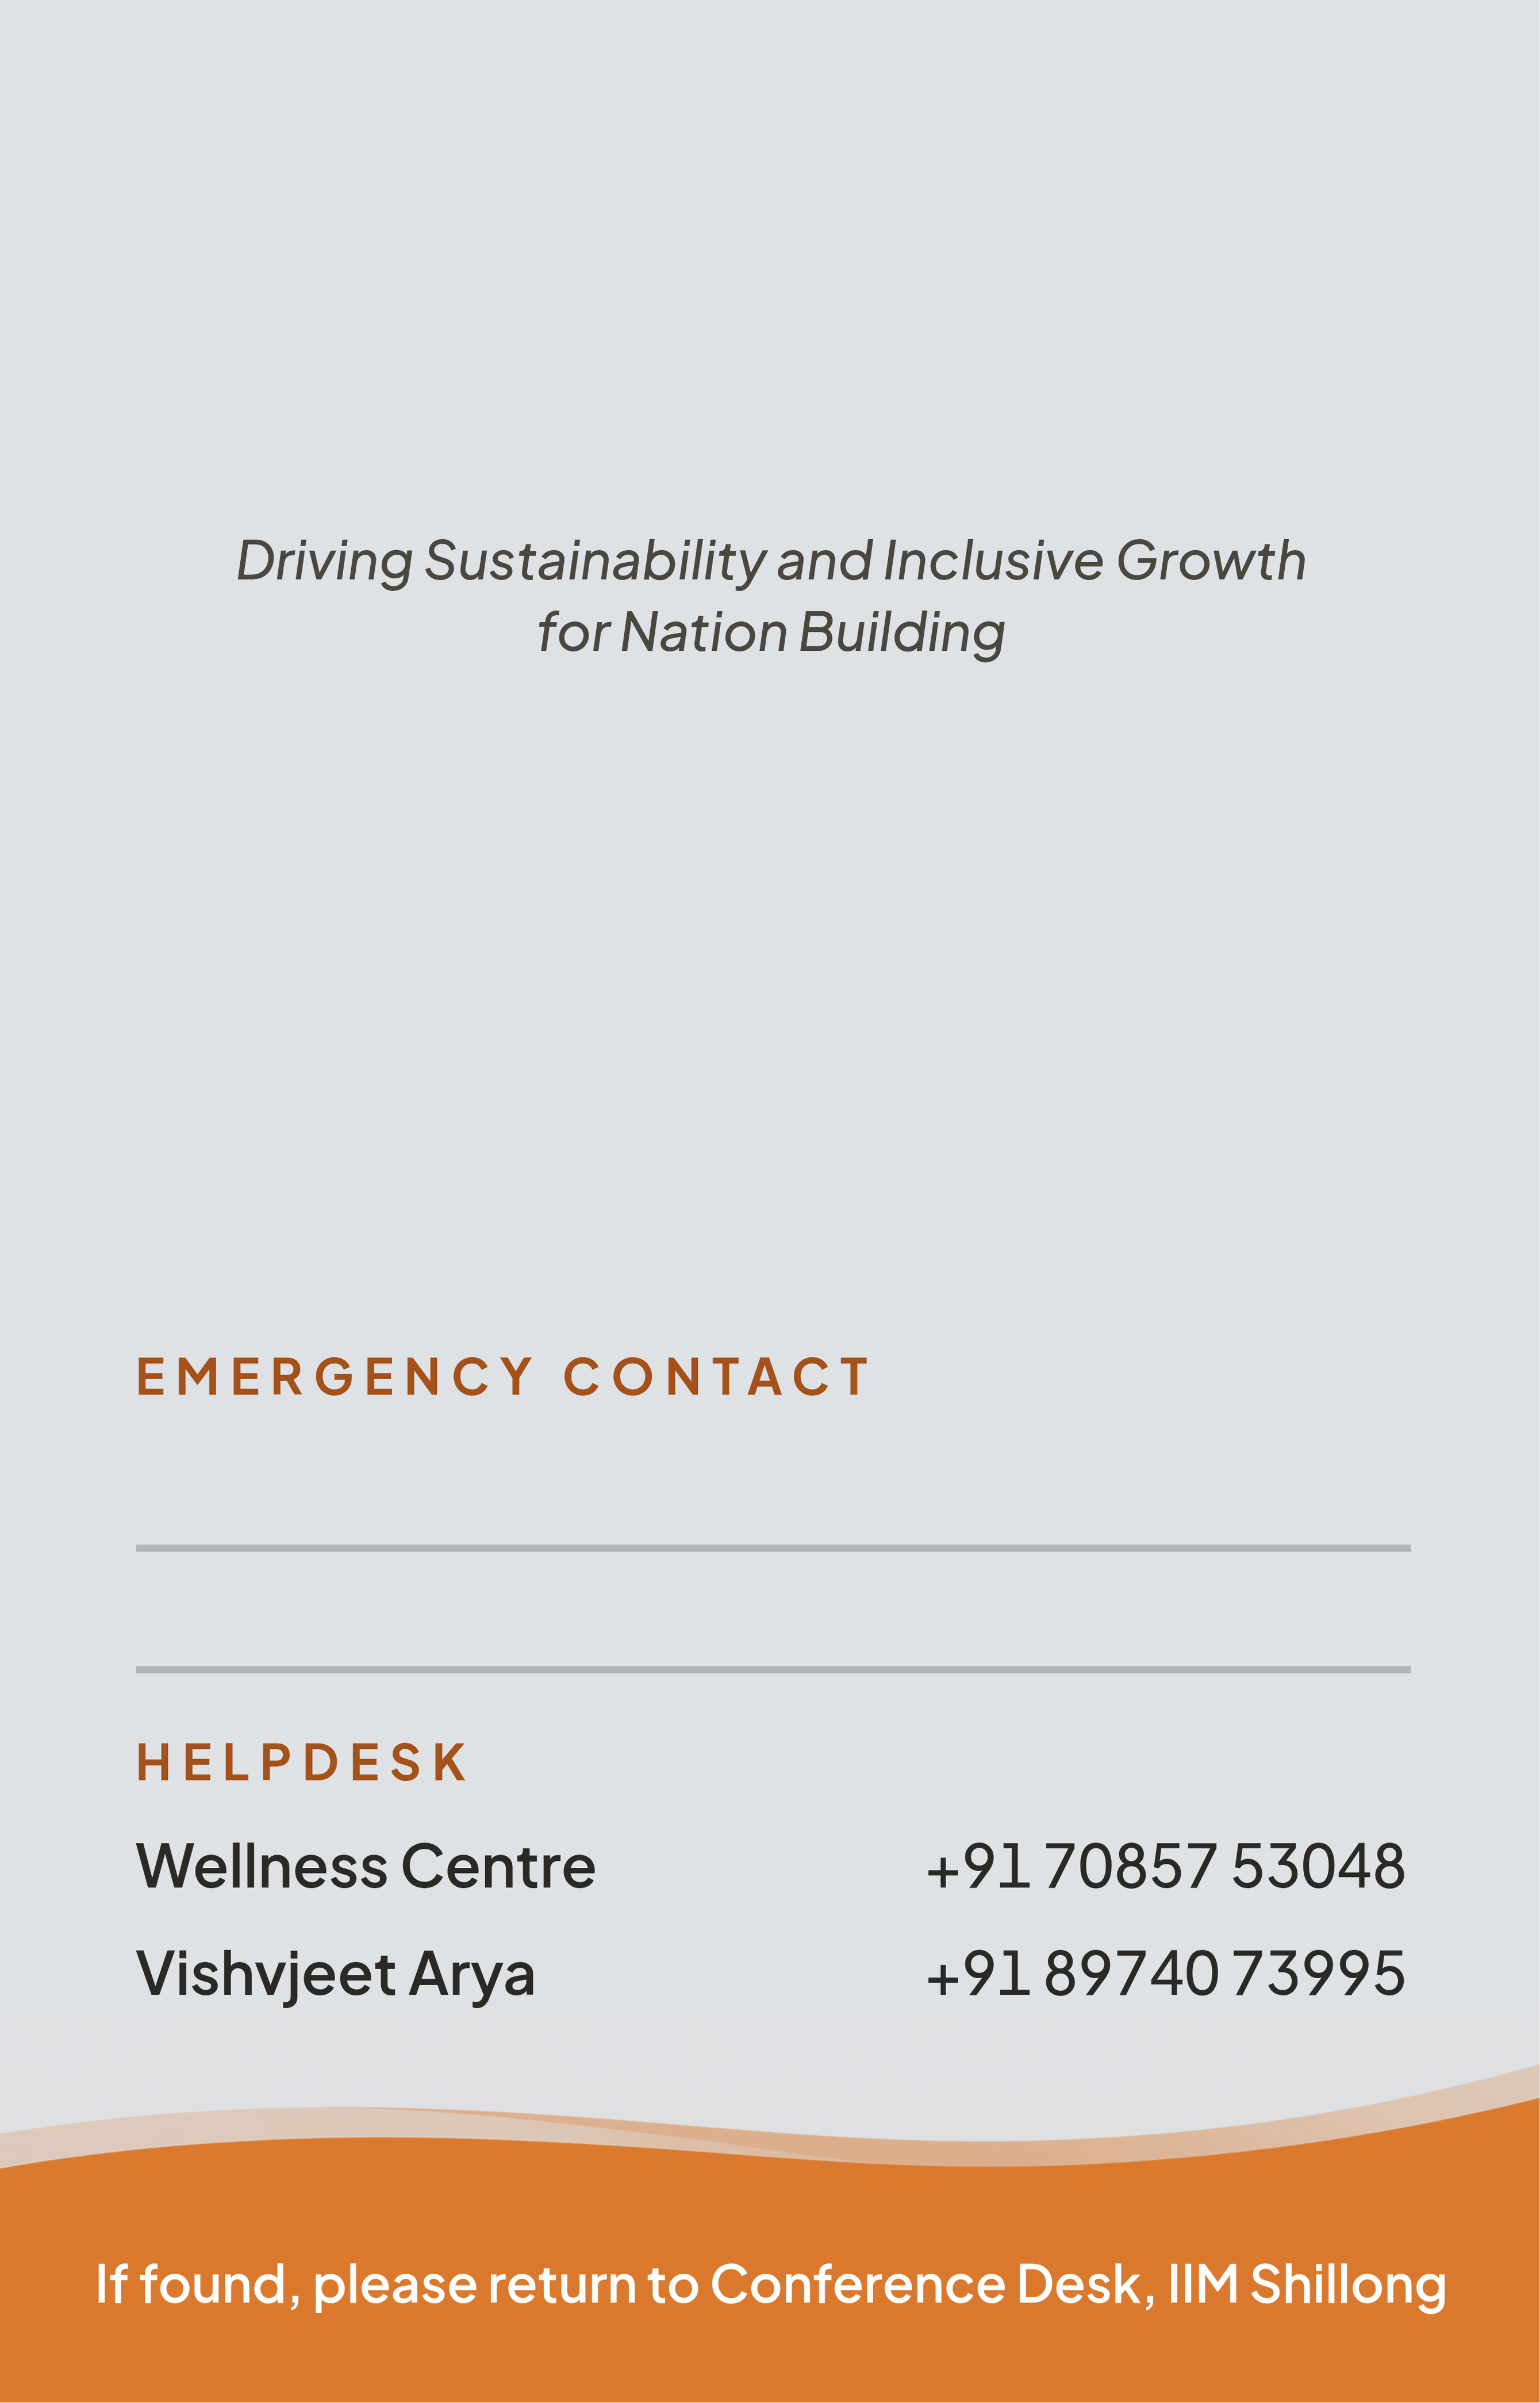 Driving Sustainability and Inclusive Growth
for Nation Building
EMERGENCY CONTACT
HELPDESK
Wellness Centre +91 70857 53048
Vishvjeet Arya +91 89740 73995
If found, please return to Conference Desk, IIM Shillong